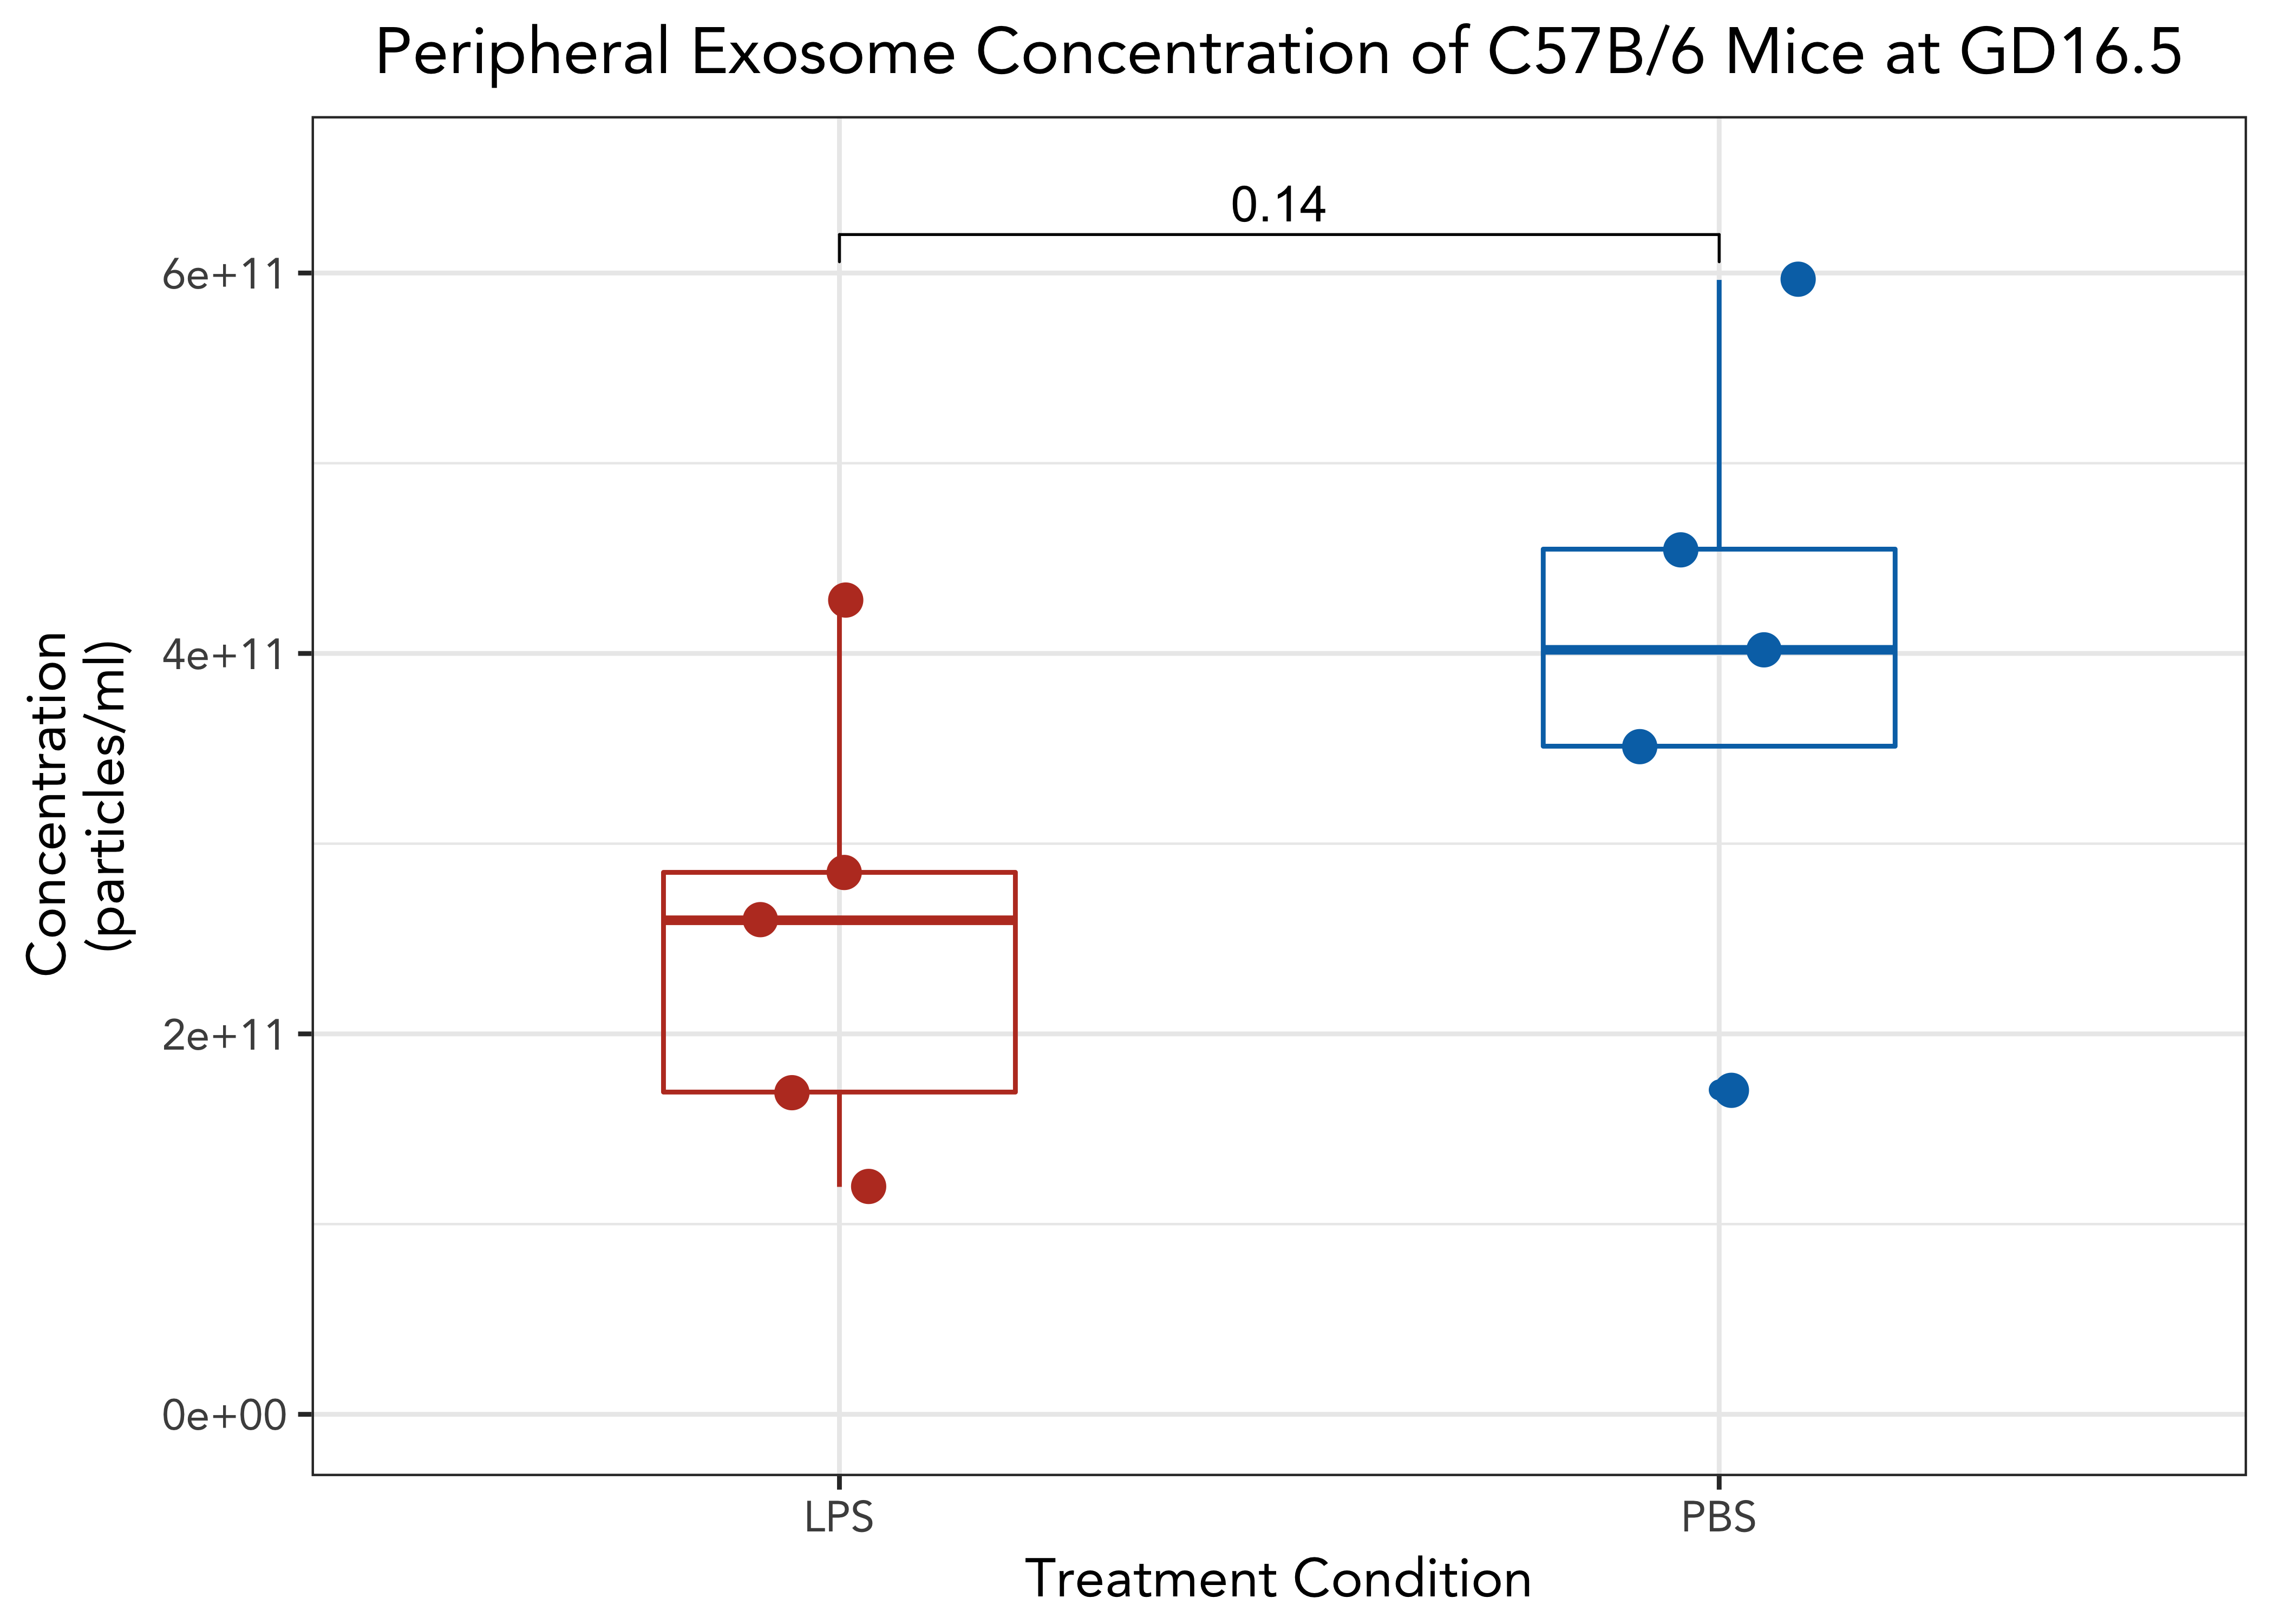 Peripheral Exosome Concentration of C57B/6 Mice at GD16.5
0.14
6e+11
4e+11
2e+11
0e+00
Concentration
(particles/ml)
LPS
PBS
Treatment Condition